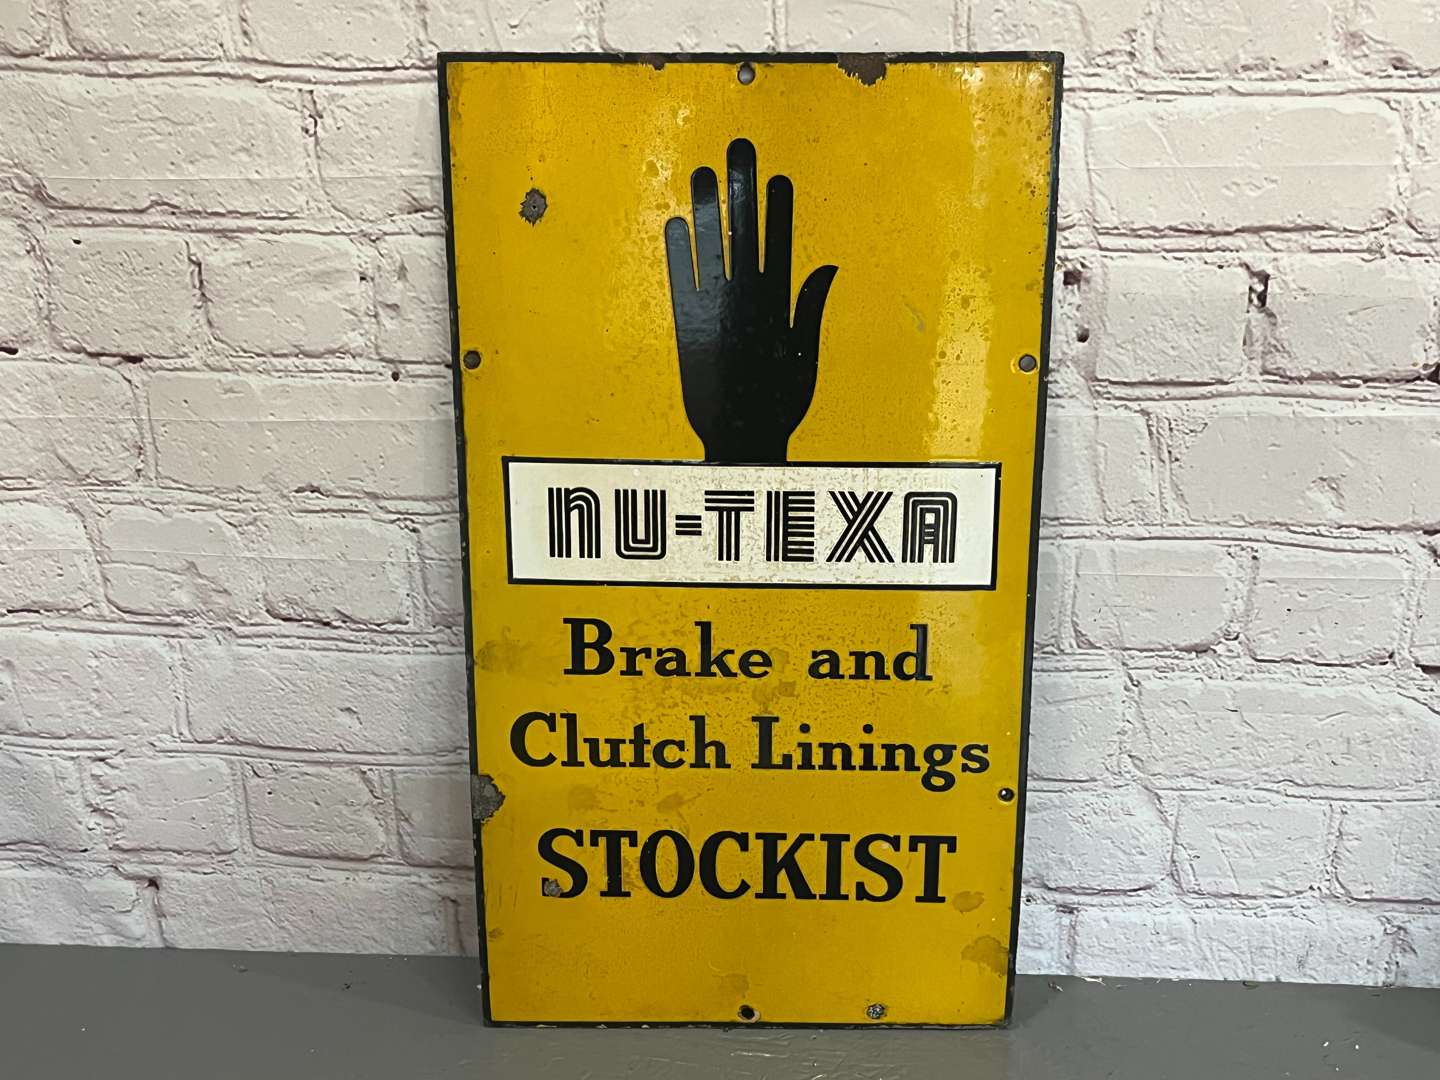 NU-TEXA
Brake and
Clutch Linings
STOCKIST